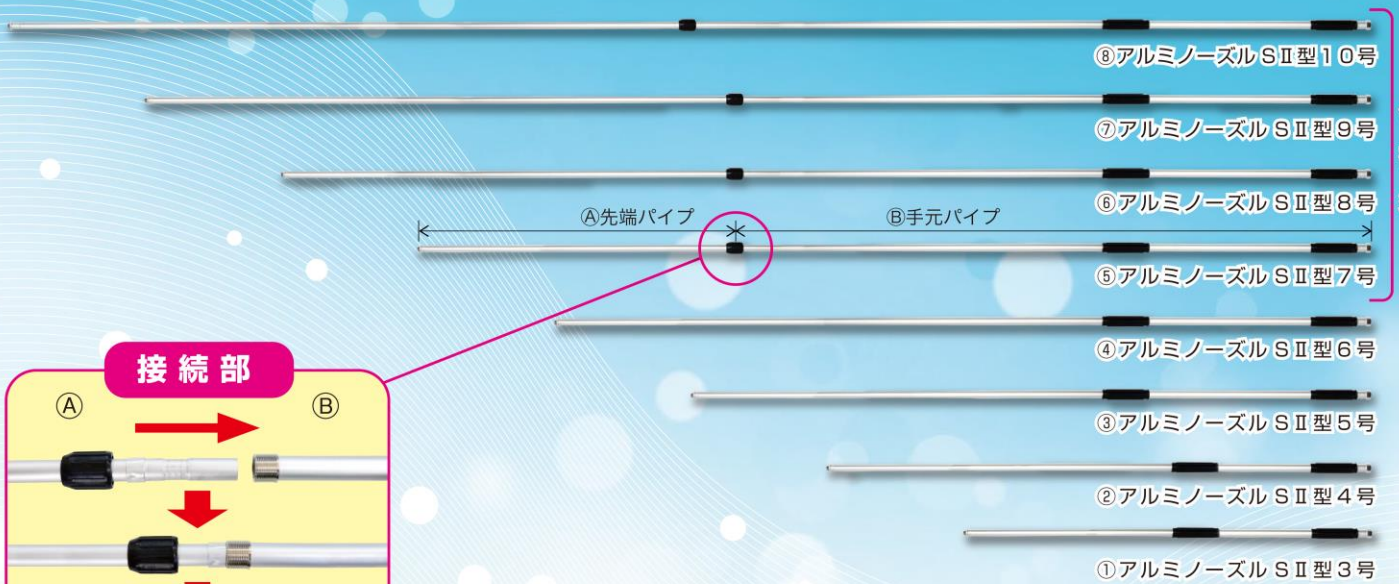 ⑧アルミノーズル SⅡ型10号
⑦アルミノーズル SⅡ型9号
⑥アルミノーズル SⅡ型8号
Ⓐ先端パイプ
Ⓑ手元パイプ
⑤アルミノーズル SⅡ型7号
④アルミノーズル SⅡ型6号
接続部
Ⓐ
Ⓑ
③アルミノーズル SⅡ型5号
②アルミノーズル SⅡ型4号
①アルミノーズル SⅡ型3号